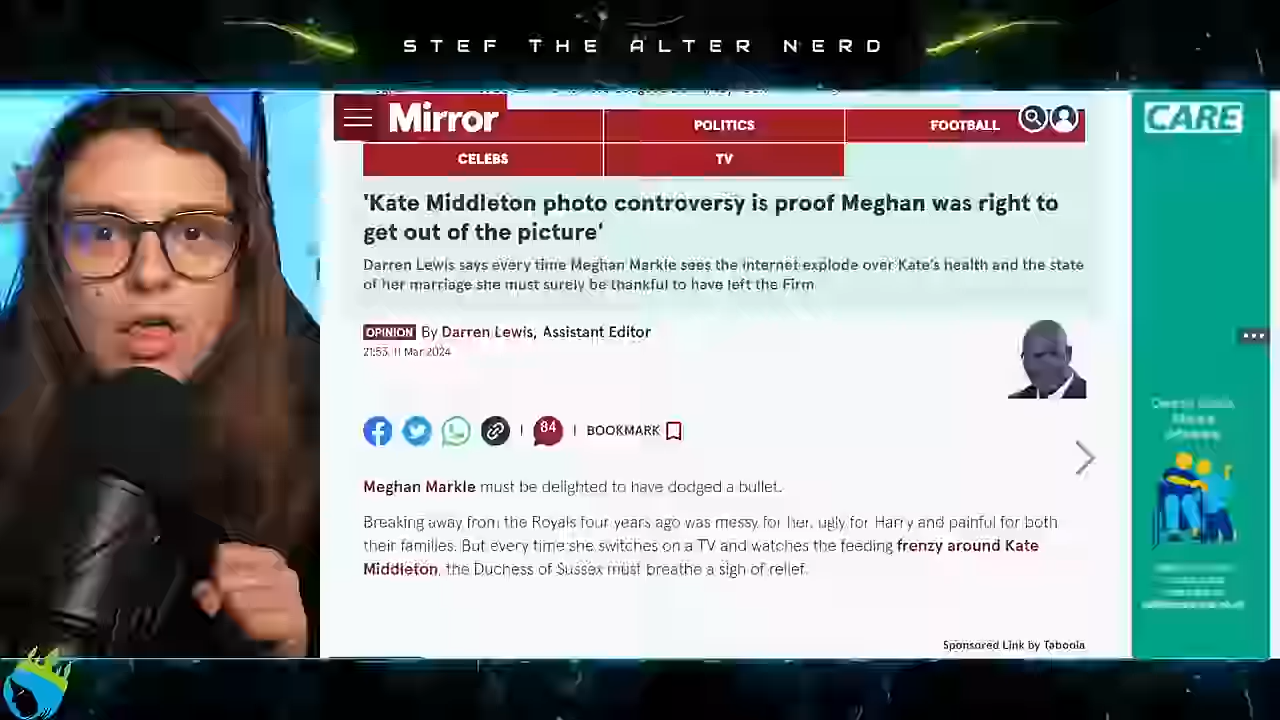 STEF THE ALTER NERD
Mirror
POLITICS
FOOTBALL
CELEBS
TV
CARE
'Kate Middleton photo controversy is proof Meghan was right to
get out of the picture'
Darren Lewis says every time Meghan Markle sees the internet explode over Kate's health and the state
of her marriage she must surely be thankful to have left the Firm
OPINION By Darren Lewis, Assistant Editor
21:53, 11 Mar 2024
84
BOOKMARK
Meghan Markle must be delighted to have dodged a bullet.
Breaking away from the Royals four years ago was messy for her, ugly for Harry and painful for both
their families. But every time she switches on a TV and watches the feeding frenzy around Kate
Middleton, the Duchess of Sussex must breathe a sigh of relief.
Sponsored Link by Taboola